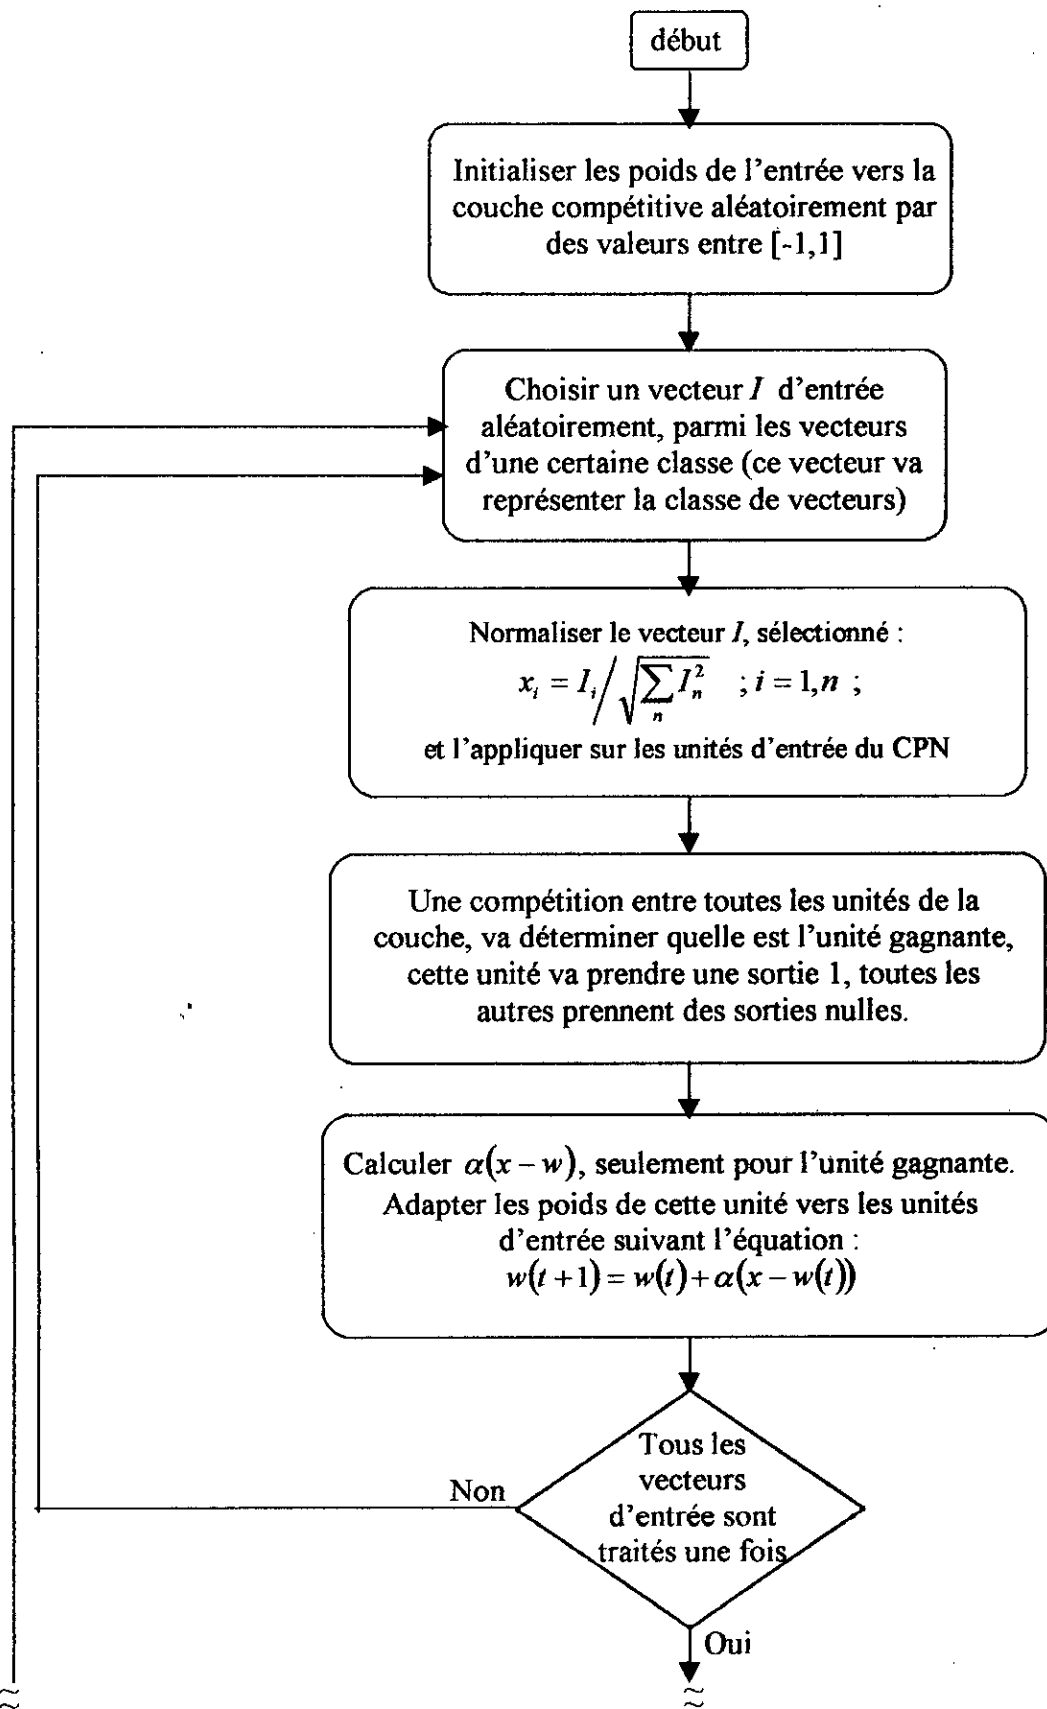 début
Initialiser les poids de l'entrée vers la
couche compétitive aléatoirement par
des valeurs entre [-1,1]
Choisir un vecteur I d'entrée
aléatoirement, parmi les vecteurs
d'une certaine classe (ce vecteur va
représenter la classe de vecteurs)
Normaliser le vecteur I, sélectionné :
x_i = I_i / √(∑_n I_n^2) ; i = 1,n ;
et l'appliquer sur les unités d'entrée du CPN
Une compétition entre toutes les unités de la
couche, va déterminer quelle est l'unité gagnante,
cette unité va prendre une sortie 1, toutes les
autres prennent des sorties nulles.
Calculer α(x − w), seulement pour l'unité gagnante.
Adapter les poids de cette unité vers les unités
d'entrée suivant l'équation :
w(t + 1) = w(t) + α(x − w(t))
Tous les
vecteurs
Non
d'entrée sont
traités une fois
Oui